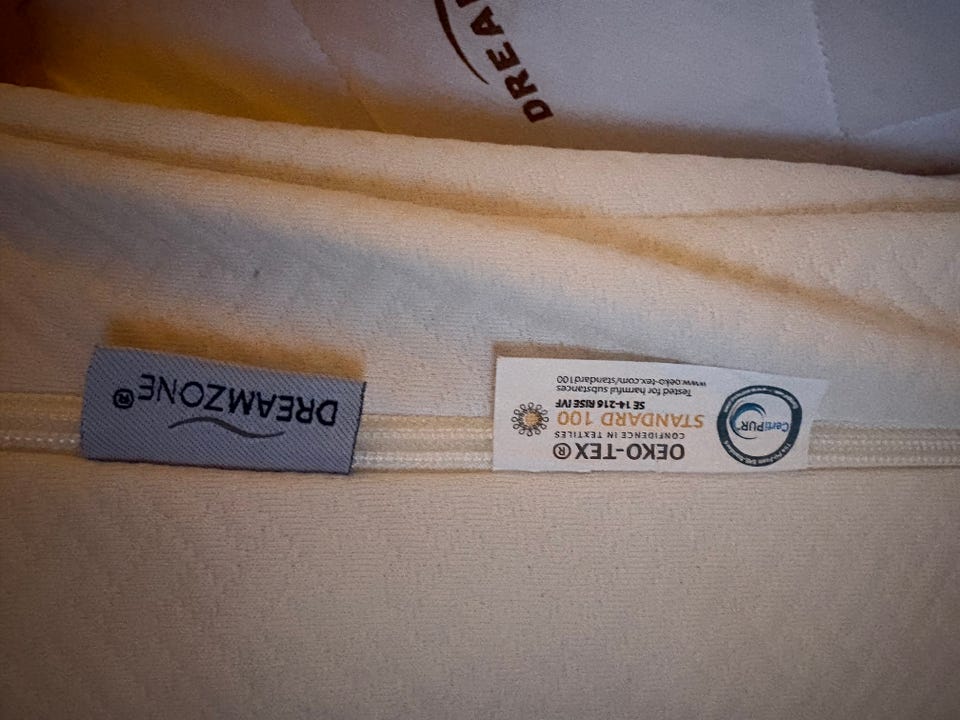 DREAM
DREAMZONE®
CertiPUR™
OEKO-TEX®
CONFIDENCE IN TEXTILES
STANDARD 100
SE 14-216 RISE IVF
Tested for harmful substances
www.oeko-tex.com/standard100